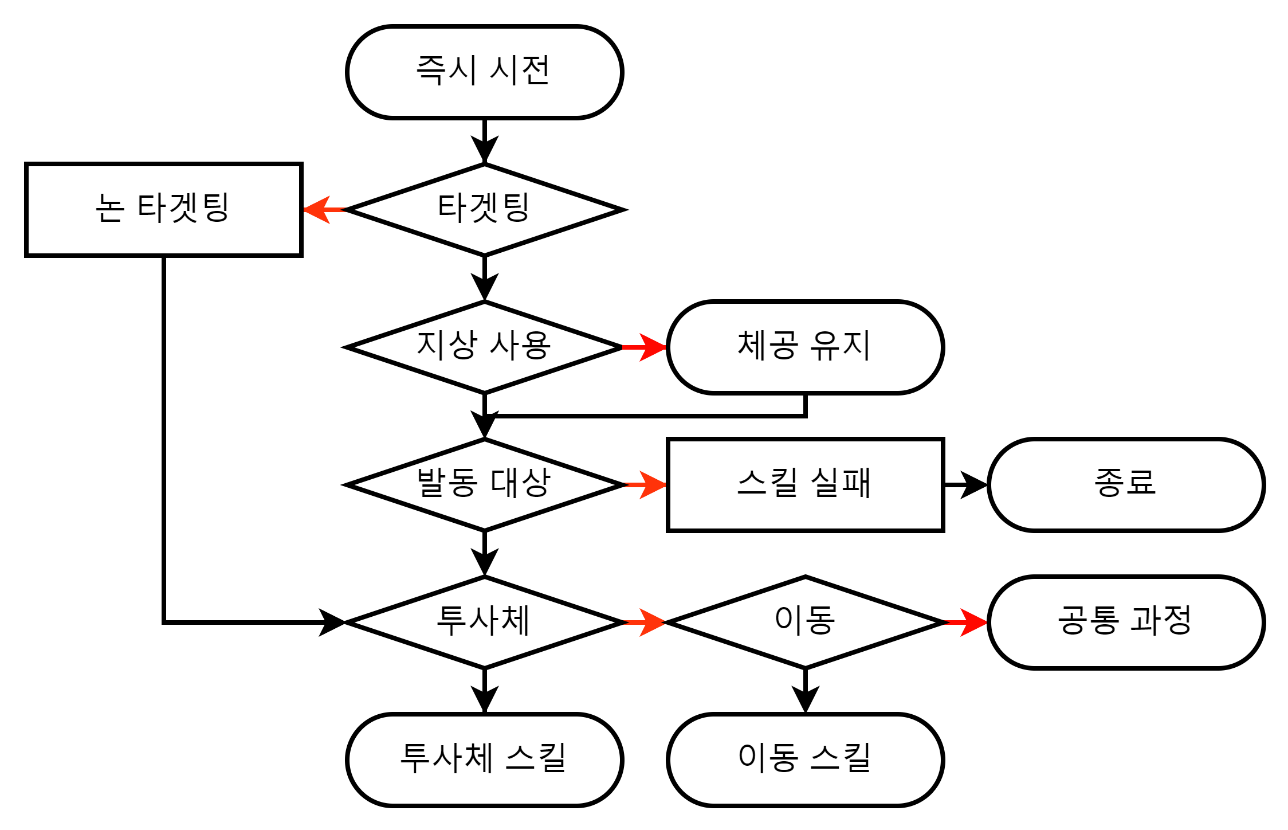 즉시 시전
논 타겟팅
타겟팅
지상 사용
체공 유지
발동 대상
스킬 실패
종료
투사체
이동
공통 과정
투사체 스킬
이동 스킬